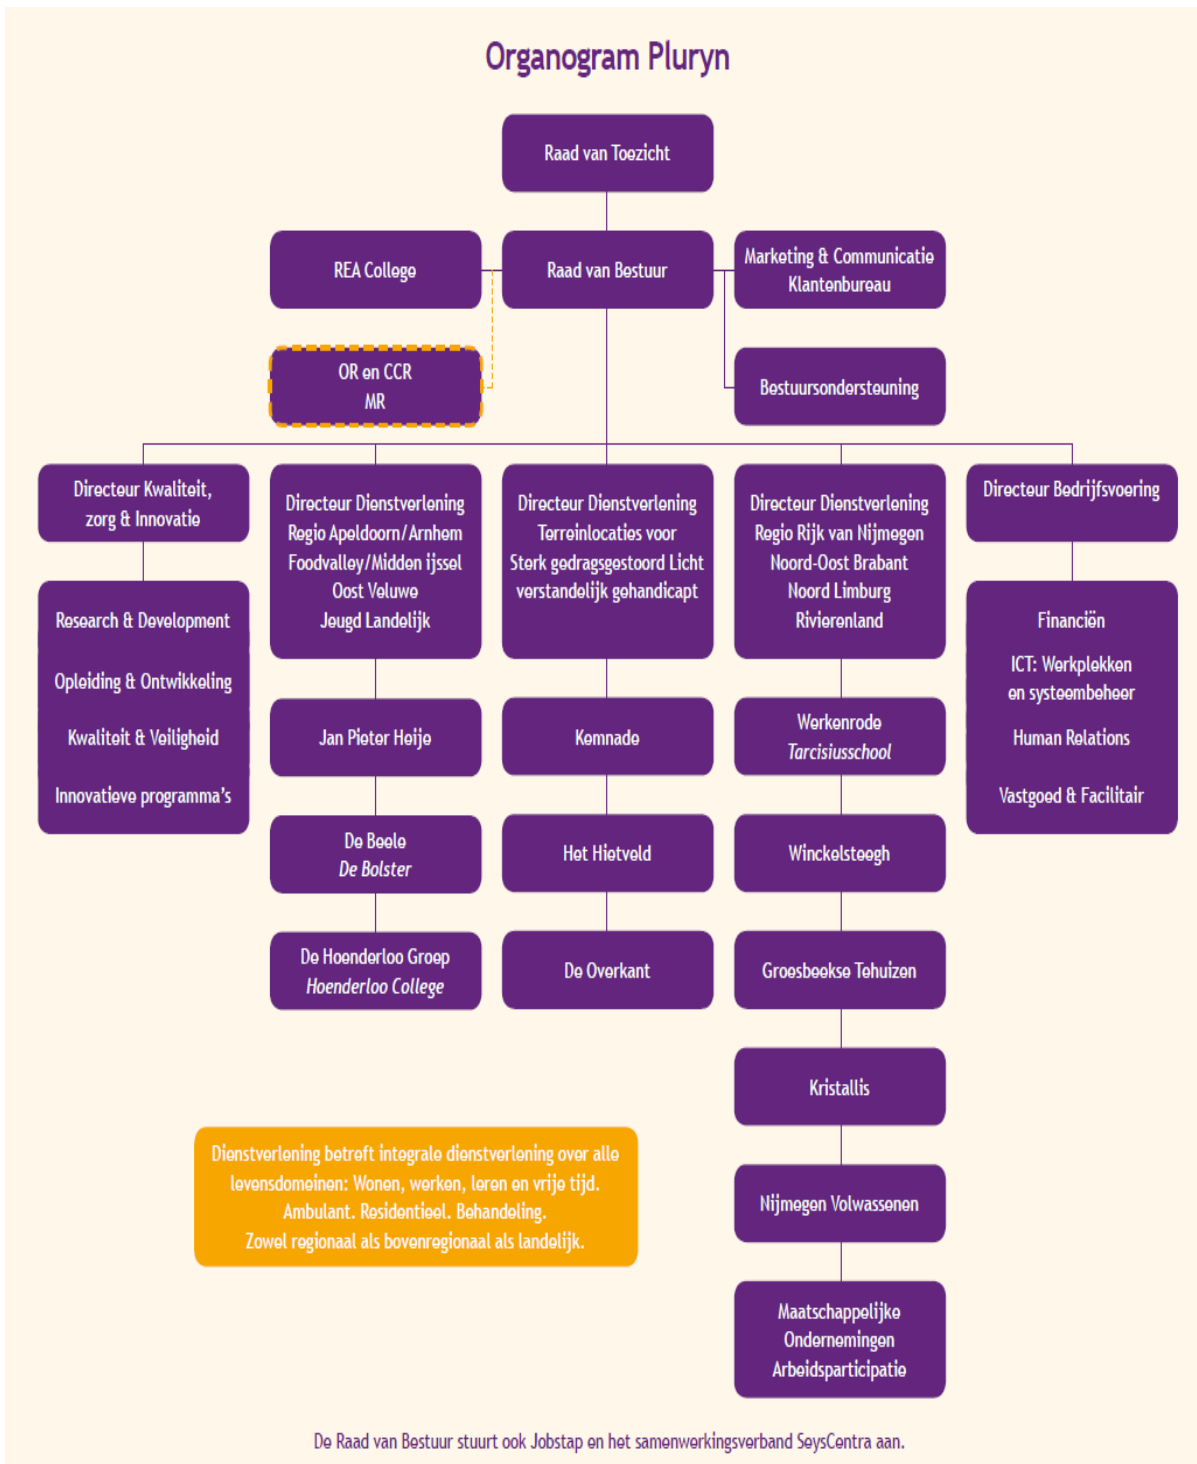 Organogram Pluryn
Raad van Toezicht
REA College
Raad van Bestuur
Marketing & Communicatie
Klantenbureau
OR en CCR
MR
Bestuursondersteuning
Directeur Kwaliteit,
zorg & Innovatie
Directeur Dienstverlening
Regio Apeldoorn/Arnhem
Foodvalley/Midden ijssel
Oost Veluwe
Jeugd Landelijk
Directeur Dienstverlening
Terreinlocaties voor
Sterk gedragsgestoord Licht
verstandelijk gehandicapt
Directeur Dienstverlening
Regio Rijk van Nijmegen
Noord-Oost Brabant
Noord Limburg
Rivierenland
Directeur Bedrijfsvoering
Research & Development
Opleiding & Ontwikkeling
Kwaliteit & Veiligheid
Innovatieve programma's
Jan Pieter Heije
De Beele
De Bolster
De Hoenderloo Groep
Hoenderloo College
Kemnade
Het Hietveld
De Overkant
Werkenrode
Tarcisiusschool
Winckelsteegh
Groesbeekse Tehuizen
Kristallis
Nijmegen Volwassenen
Maatschappelijke
Ondernemingen
Arbeidsparticipatie
Financiën
ICT: Werkplekken
en systeembeheer
Human Relations
Vastgoed & Facilitair
Dienstverlening betreft integrale dienstverlening over alle
levensdomeinen: Wonen, werken, leren en vrije tijd.
Ambulant. Residentieel. Behandeling.
Zowel regionaal als bovenregionaal als landelijk.
De Raad van Bestuur stuurt ook Jobstap en het samenwerkingsverband SeysCentra aan.